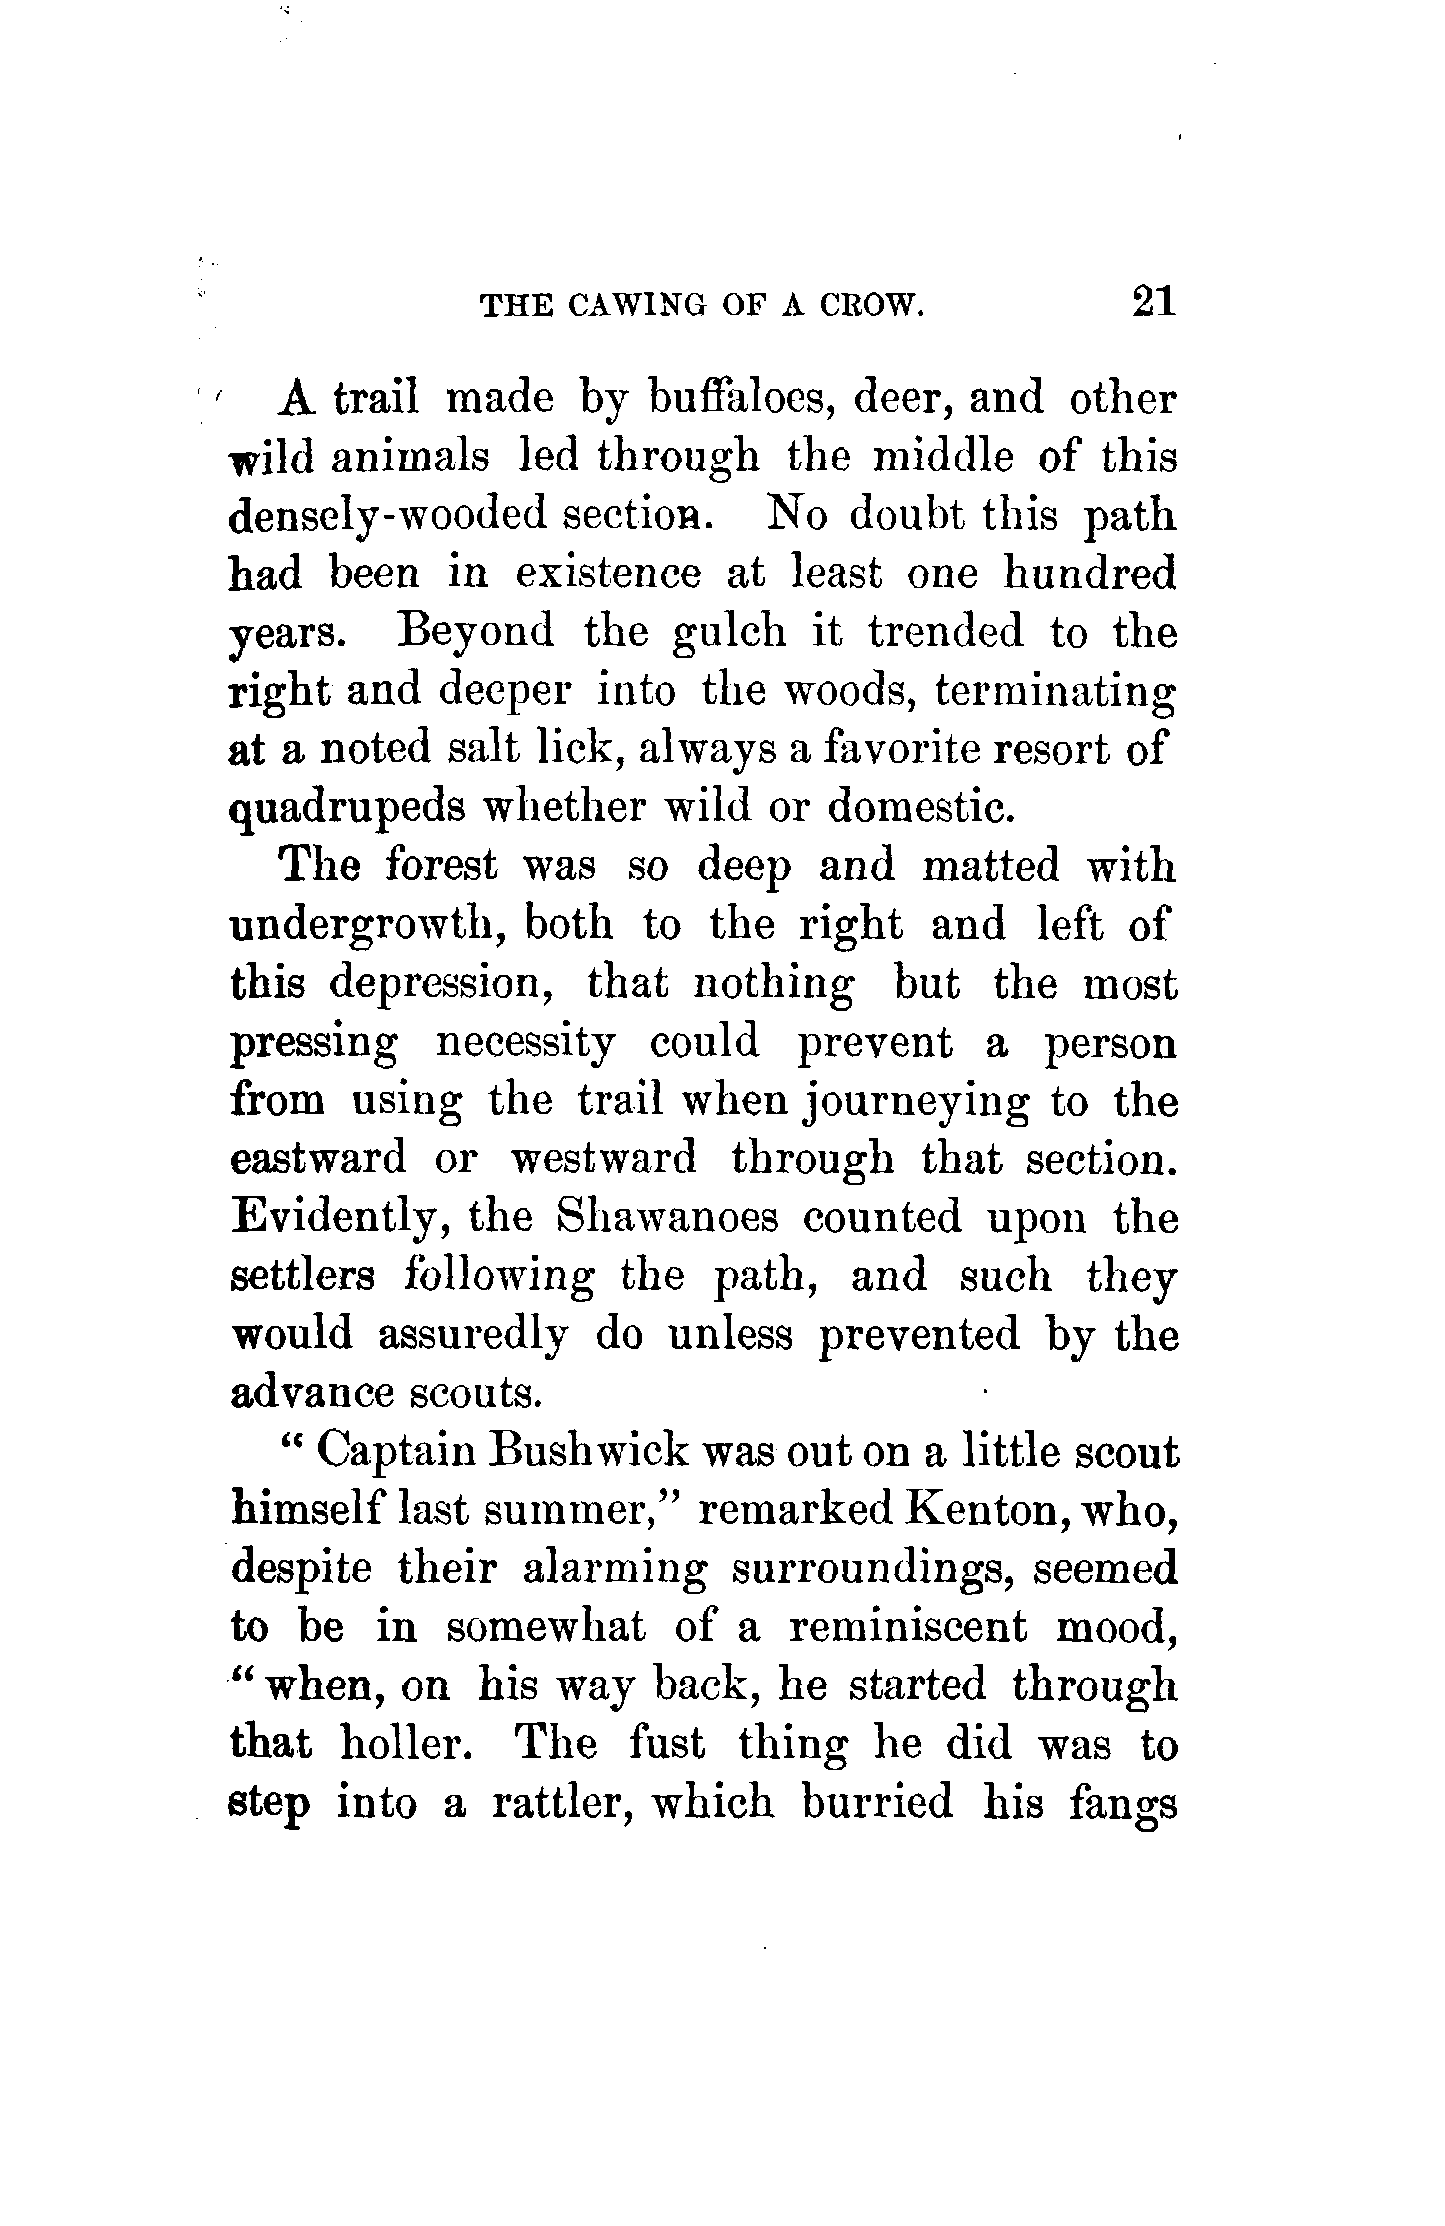 THE CAWING OF A CROW. 21
A trail made by buffaloes, deer, and other
wild animals led through the middle of this
densely-wooded section. No doubt this path
had been in existence at least one hundred
years. Beyond the gulch it trended to the
right and deeper into the woods, terminating
at a noted salt lick, always a favorite resort of
quadrupeds whether wild or domestic.
The forest was so deep and matted with
undergrowth, both to the right and left of
this depression, that nothing but the most
pressing necessity could prevent a person
from using the trail when journeying to the
eastward or westward through that section.
Evidently, the Shawanoes counted upon the
settlers following the path, and such they
would assuredly do unless prevented by the
advance scouts.
“ Captain Bushwick was out on a little scout
himself last summer,” remarked Kenton, who,
despite their alarming surroundings, seemed
to be in somewhat of a reminiscent mood,
“ when, on his way back, he started through
that holler. The fust thing he did was to
step into a rattler, which burried his fangs